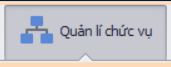 Quản lí chức vụ